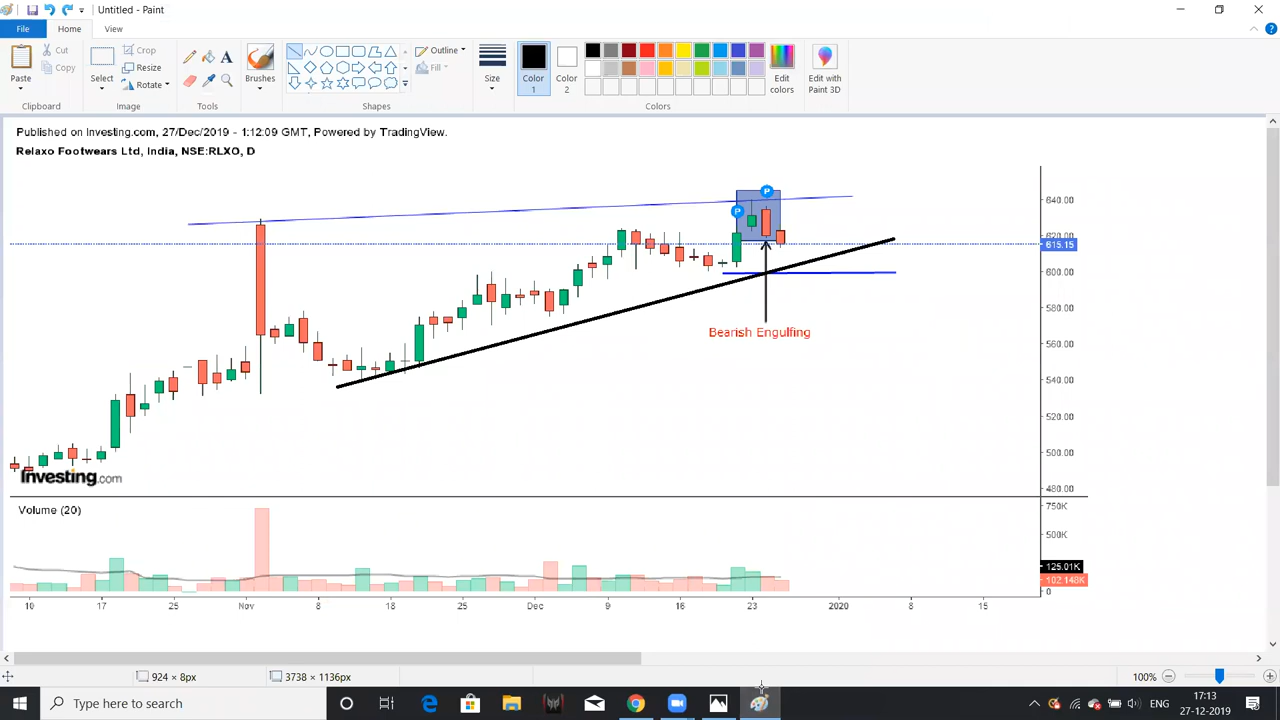 Untitled - Paint
File Home View
Paste Cut Copy Clipboard
Select Crop Resize Rotate Image
Tools
Brushes
Shapes Outline Fill
Size
Color 1
Color 2
Colors
Edit colors
Edit with Paint 3D
Published on Investing.com, 27/Dec/2019 - 1:12:09 GMT, Powered by TradingView.
Relaxo Footwears Ltd, India, NSE:RLXO, D
P
P
840.00
620.00
615.15
600.00
580.00
560.00
540.00
520.00
500.00
480.00
Bearish Engulfing
Investing.com
Volume (20)
750K
500K
125.01K
102.148K
0
10 17 25 Nov 8 18 25 Dec 9 16 23 2020 8 15
924 × 8px 3738 × 1136px 100%
Type here to search
ENG
17:13
27-12-2019